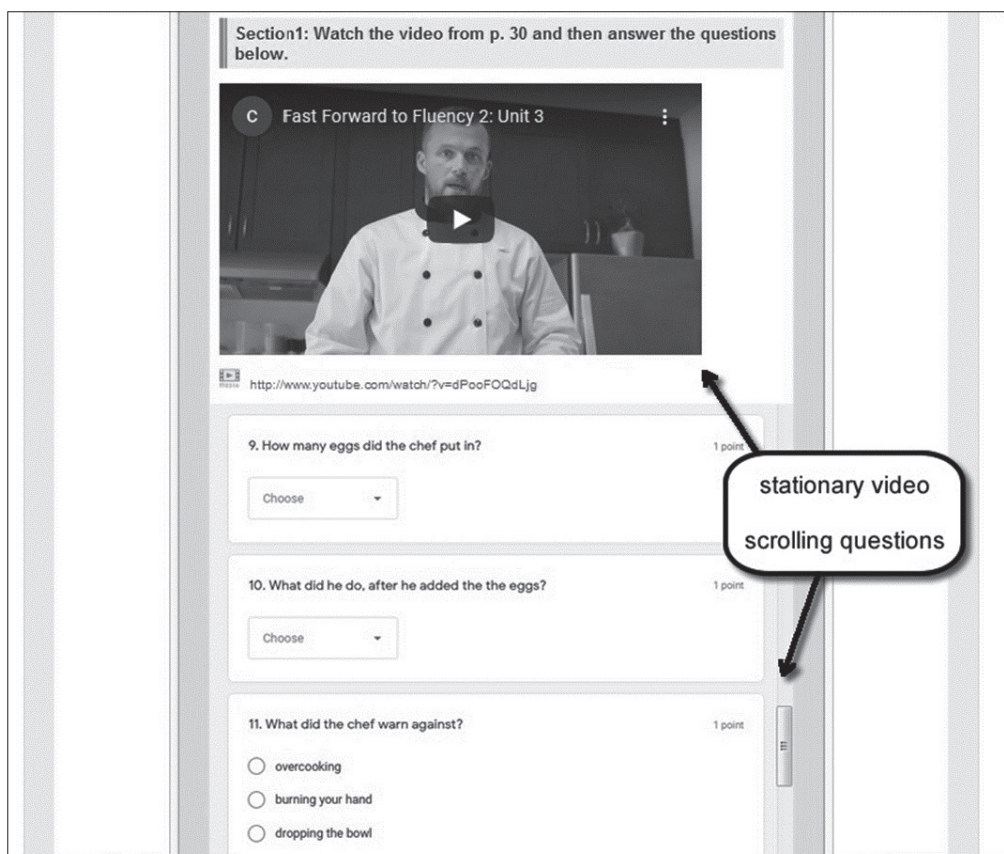 Section1: Watch the video from p. 30 and then answer the questions
below.
C Fast Forward to Fluency 2: Unit 3
http://www.youtube.com/watch/?v=dPooFOQdLjg
9. How many eggs did the chef put in?
1 point
Choose
stationary video
scrolling questions
10. What did he do, after he added the the eggs?
1 point
Choose
11. What did the chef warn against?
1 point
overcooking
burning your hand
dropping the bowl